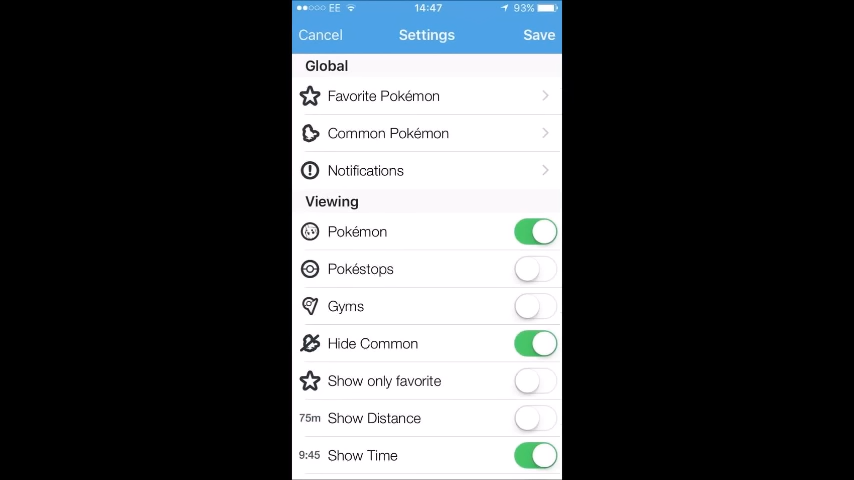 EE 14:47 93%
Cancel Settings Save
Global
Favorite Pokémon
Common Pokémon
Notifications
Viewing
Pokémon
Pokéstops
Gyms
Hide Common
Show only favorite
75m Show Distance
9:45 Show Time